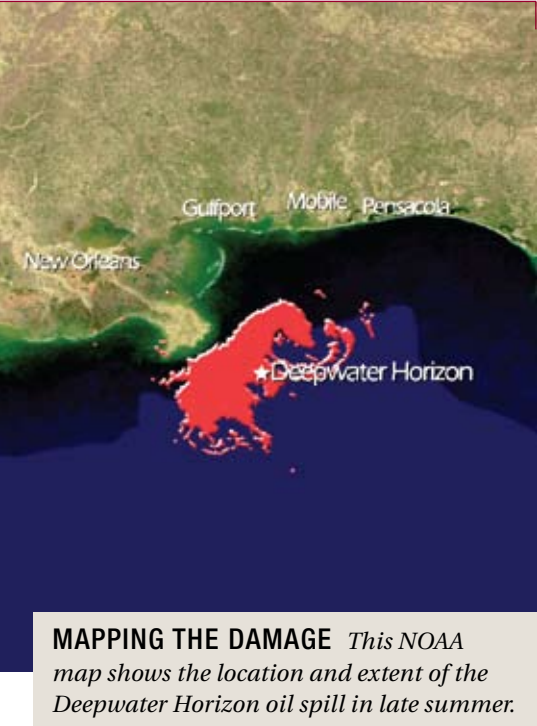 Gulfport Mobile Pensacola
New Orleans
Deepwater Horizon
MAPPING THE DAMAGE This NOAA
map shows the location and extent of the
Deepwater Horizon oil spill in late summer.